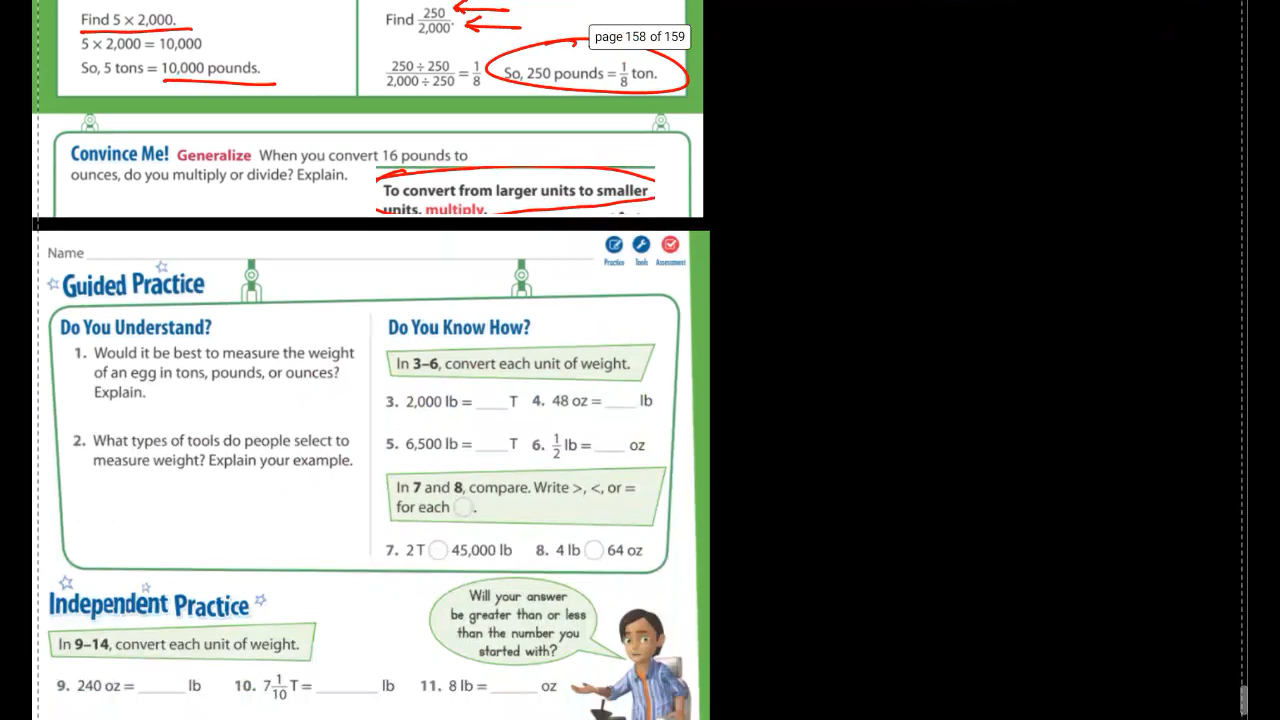 Find 5 × 2,000.
5 × 2,000 = 10,000
So, 5 tons = 10,000 pounds.
Find 250/2,000.
250 ÷ 250/2,000 ÷ 250 = 1/8 So, 250 pounds = 1/8 ton.
page 158 of 159
Convince Me! Generalize When you convert 16 pounds to
ounces, do you multiply or divide? Explain.
To convert from larger units to smaller
units, multiply.
Name
Practice Tools Assessment
Guided Practice
Do You Understand?
1. Would it be best to measure the weight
of an egg in tons, pounds, or ounces?
Explain.
2. What types of tools do people select to
measure weight? Explain your example.
Do You Know How?
In 3–6, convert each unit of weight.
3. 2,000 lb = ____ T 4. 48 oz = ____ lb
5. 6,500 lb = ____ T 6. 1/2 lb = ____ oz
In 7 and 8, compare. Write >, <, or =
for each ◯.
7. 2 T ◯ 45,000 lb 8. 4 lb ◯ 64 oz
Independent Practice
In 9–14, convert each unit of weight.
Will your answer
be greater than or less
than the number you
started with?
9. 240 oz = ______ lb 10. 7 1/10 T = ________ lb 11. 8 lb = ______ oz